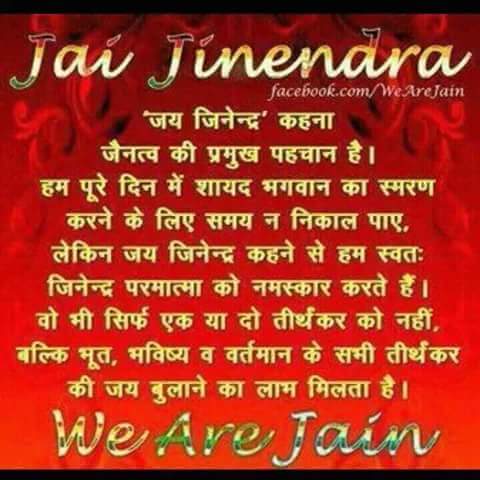 Jai Jinendra
facebook.com/WeAreJain
'जय जिनेन्द्र' कहना
जैनत्व की प्रमुख पहचान है।
हम पूरे दिन में शायद भगवान का स्मरण
करने के लिए समय न निकाल पाए,
लेकिन जय जिनेन्द्र कहने से हम स्वतः
जिनेन्द्र परमात्मा को नमस्कार करते हैं।
वो भी सिर्फ एक या दो तीर्थंकर को नहीं,
बल्कि भूत, भविष्य व वर्तमान के सभी तीर्थंकर
की जय बुलाने का लाभ मिलता है।
We Are Jain